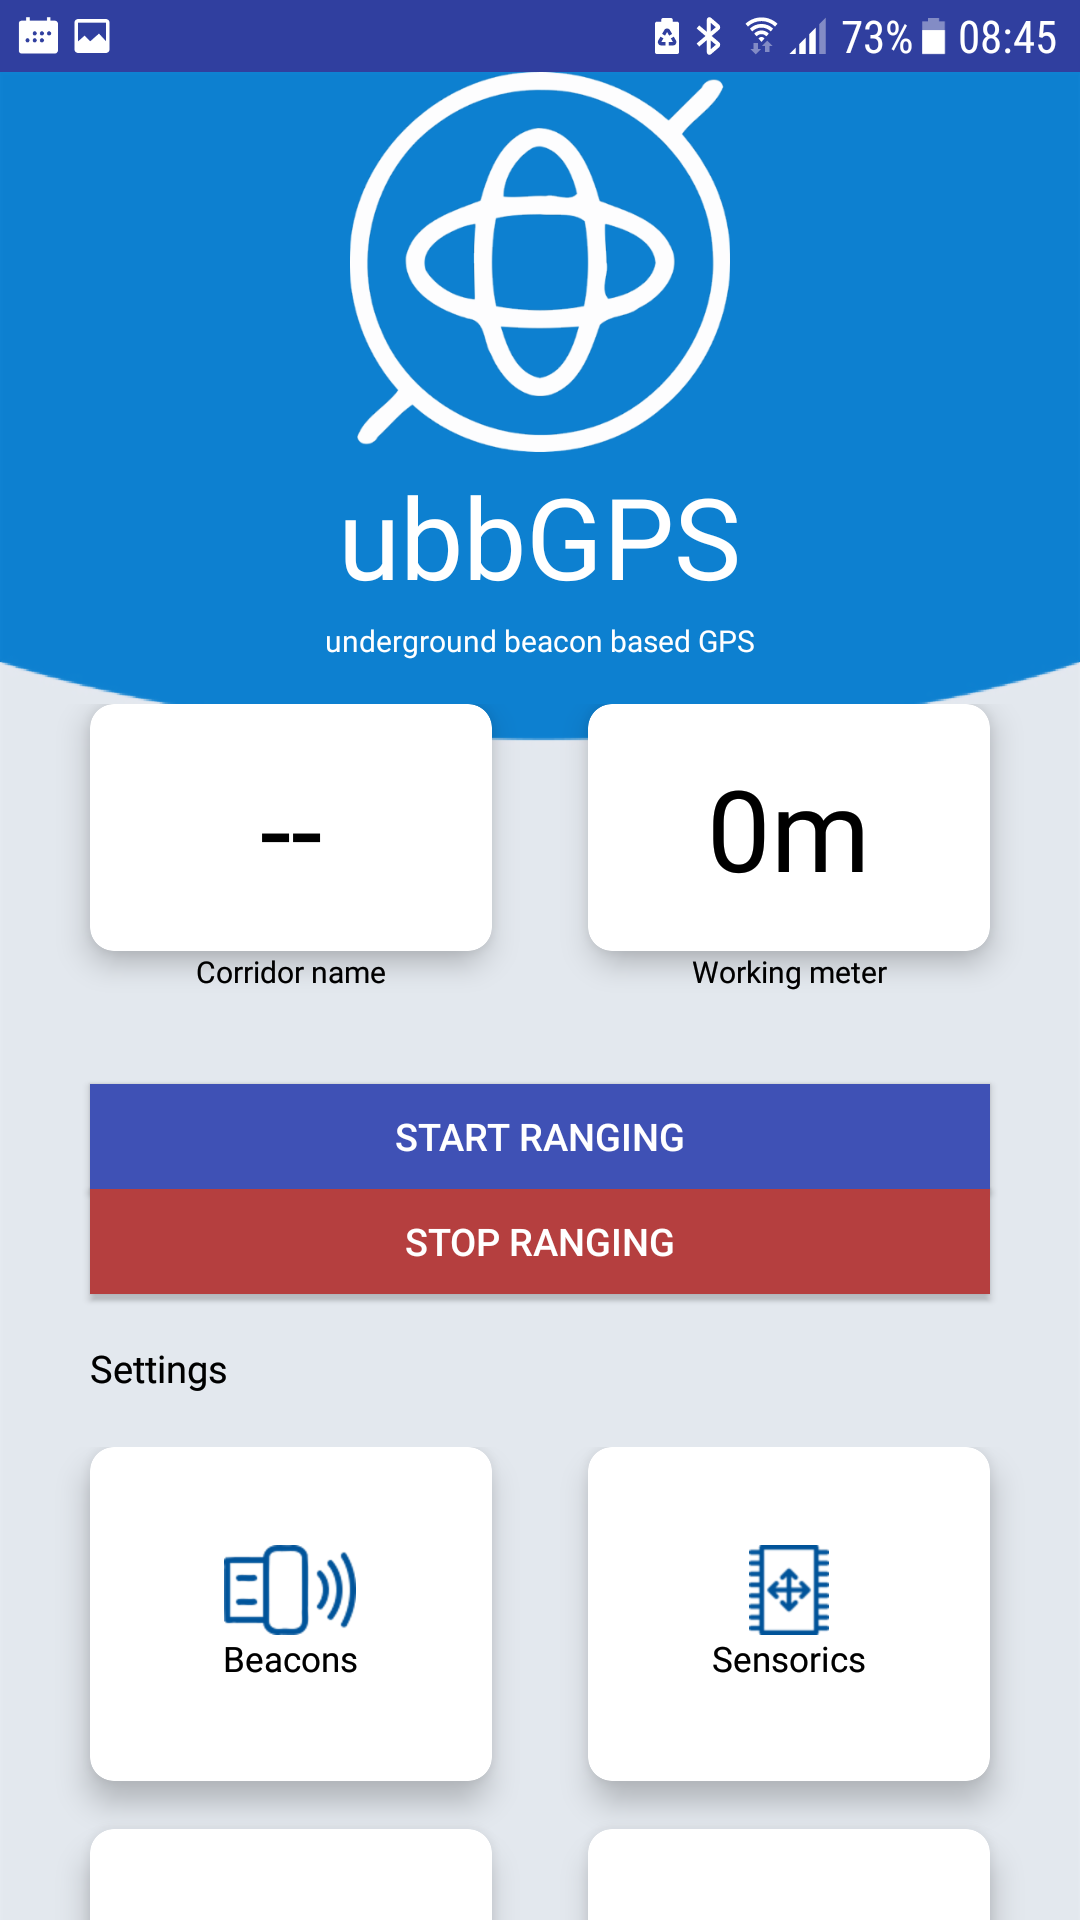 73% 08:45
ubbGPS
underground beacon based GPS
-- 0m
Corridor name Working meter
START RANGING
STOP RANGING
Settings
Beacons Sensorics